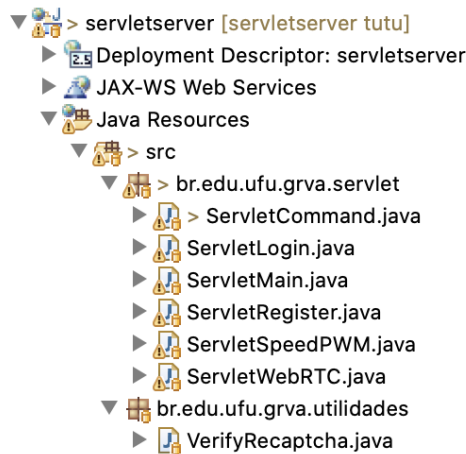 > servletserver [servletserver tutu]
2.5 Deployment Descriptor: servletserver
JAX-WS Web Services
Java Resources
> src
> br.edu.ufu.grva.servlet
> ServletCommand.java
ServletLogin.java
ServletMain.java
ServletRegister.java
ServletSpeedPWM.java
ServletWebRTC.java
br.edu.ufu.grva.utilidades
VerifyRecaptcha.java